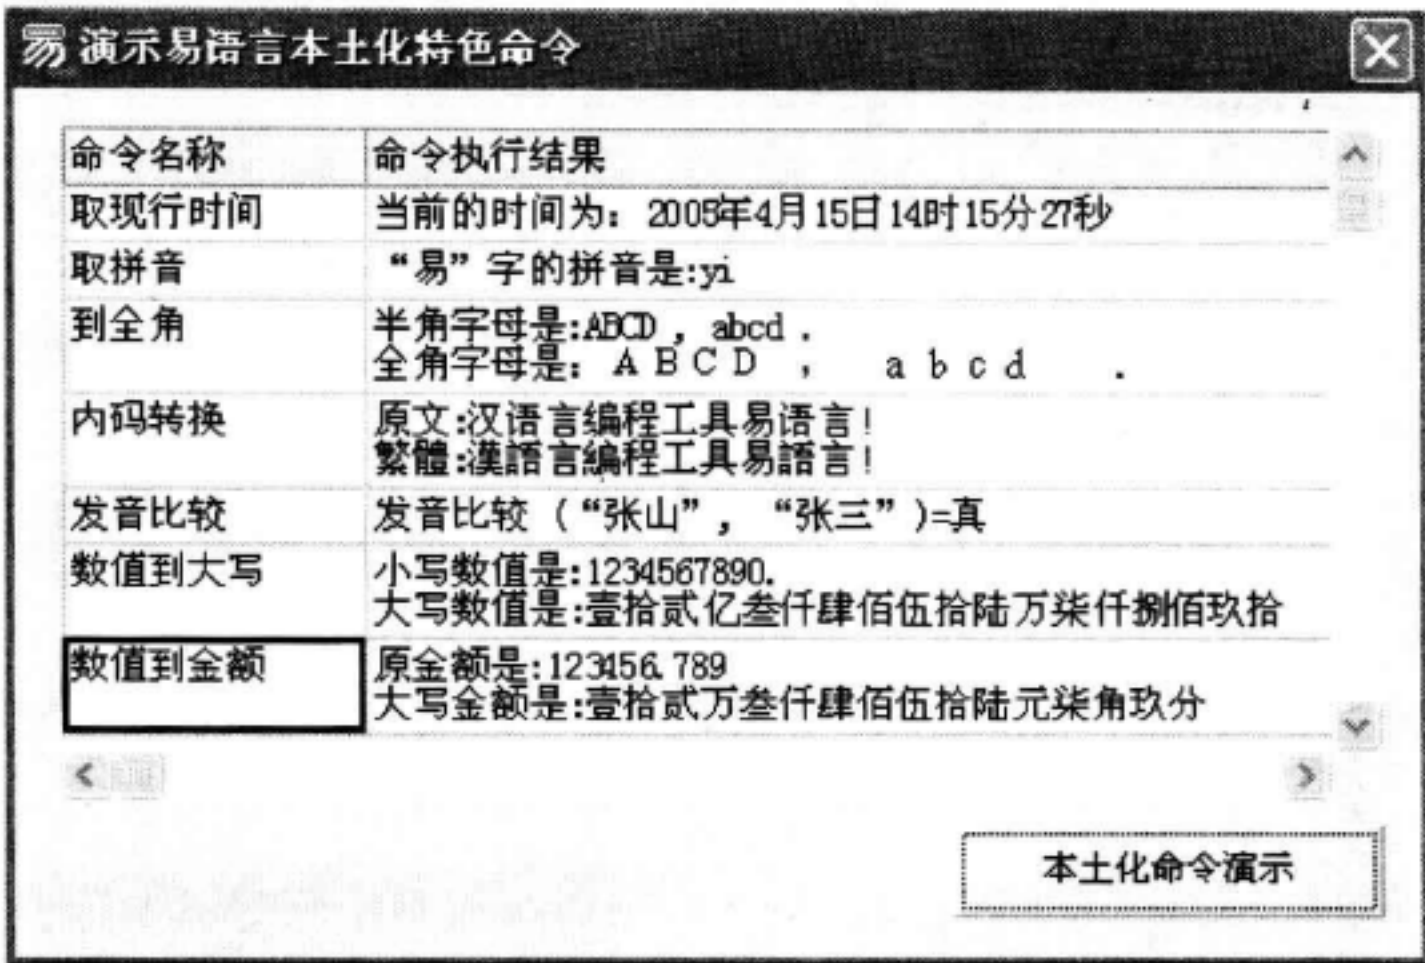 易 演示易语言本土化特色命令
命令名称 命令执行结果
取现行时间 当前的时间为：2005年4月15日14时15分27秒
取拼音 “易”字的拼音是:yi
到全角 半角字母是:ABCD，abcd．
全角字母是：ＡＢＣＤ ， ａｂｃｄ ．
内码转换 原文:汉语言编程工具易语言!
繁體:漢語言編程工具易語言!
发音比较 发音比较（“张山”，“张三”)=真
数值到大写 小写数值是:1234567890.
大写数值是:壹拾贰亿叁仟肆佰伍拾陆万柒仟捌佰玖拾
数值到金额 原金额是:123456.789
大写金额是:壹拾贰万叁仟肆佰伍拾陆元柒角玖分
本土化命令演示